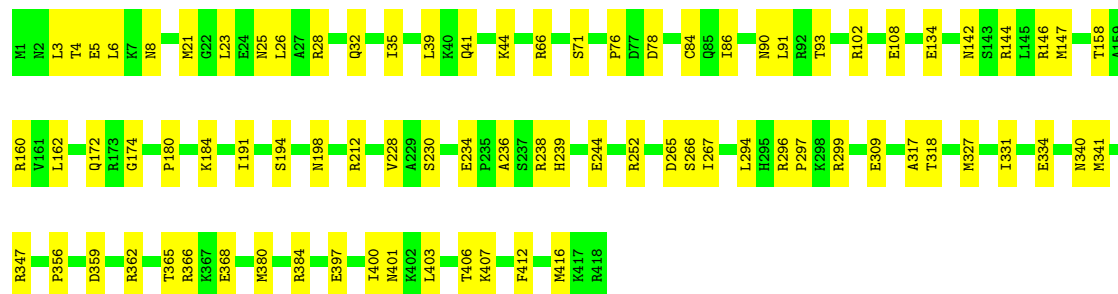 M1 N2 L3 T4 E5 L6 K7 N8 M21 G22 L23 E24 N25 L26 A27 R28 Q32 I35 L39 K40 Q41 K44 R66 S71 P76 D77 D78 C84 Q85 I86 N90 L91 R92 T93 R102 E108 E134 N142 S143 R144 L145 R146 M147 T158 A159
R160 V161 L162 Q172 R173 G174 P180 K184 I191 S194 N198 R212 V228 A229 S230 E234 P235 A236 S237 R238 H239 E244 R252 D265 S266 I267 L294 H295 R296 P297 K298 R299 E309 A317 T318 M327 I331 E334 N340 M341
R347 P356 D359 R362 T365 R366 K367 E368 M380 R384 E397 I400 N401 K402 L403 T406 K407 F412 M416 K417 R418